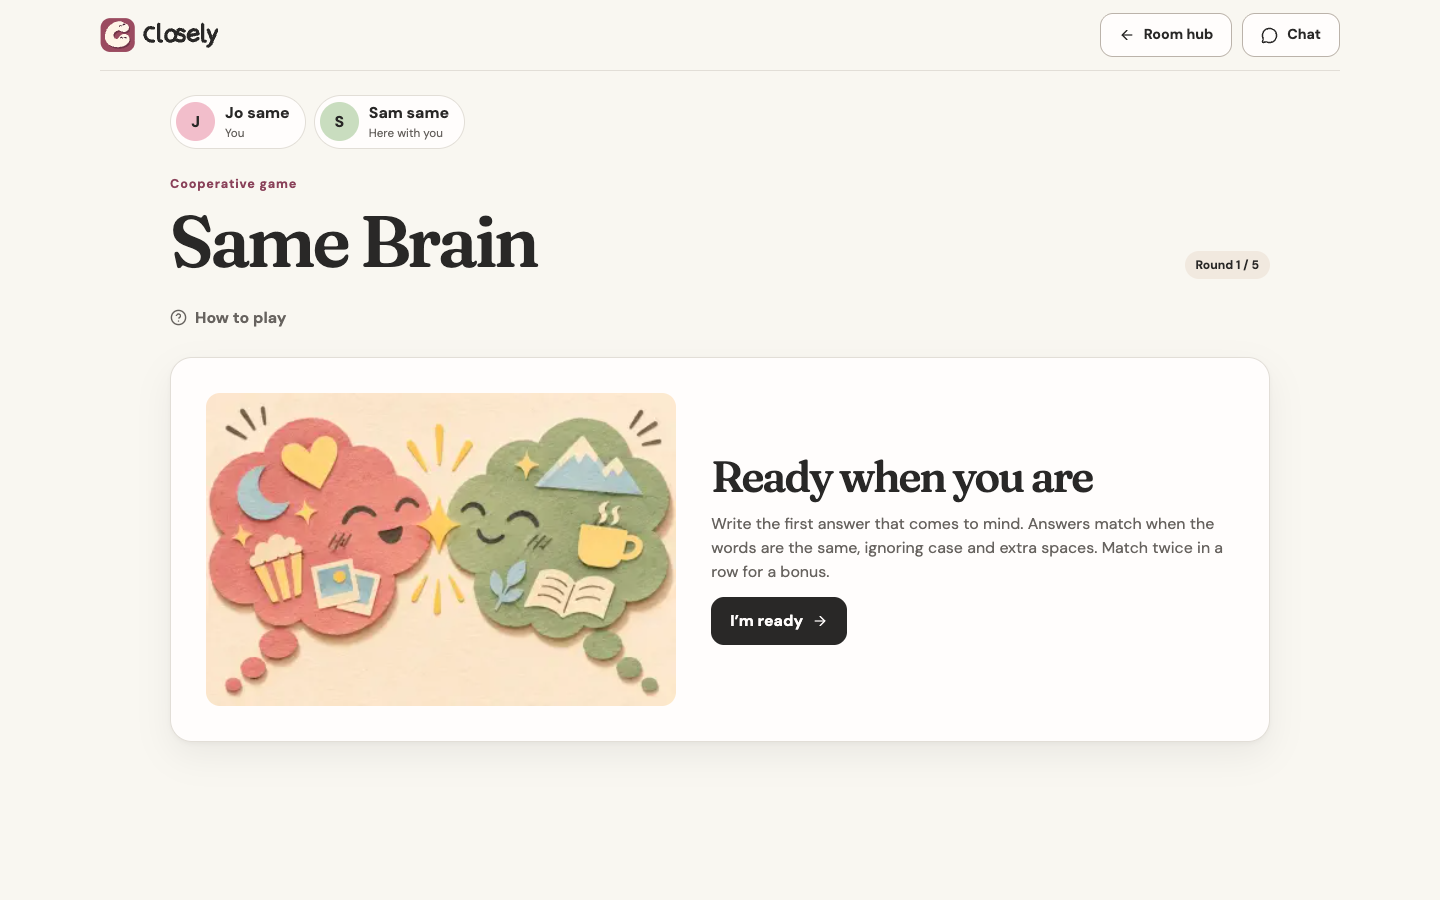 Closely
Room hub
Chat
J
Jo same
You
S
Sam same
Here with you
Cooperative game
Same Brain
Round 1 / 5
How to play
Ready when you are
Write the first answer that comes to mind. Answers match when the
words are the same, ignoring case and extra spaces. Match twice in a
row for a bonus.
I’m ready